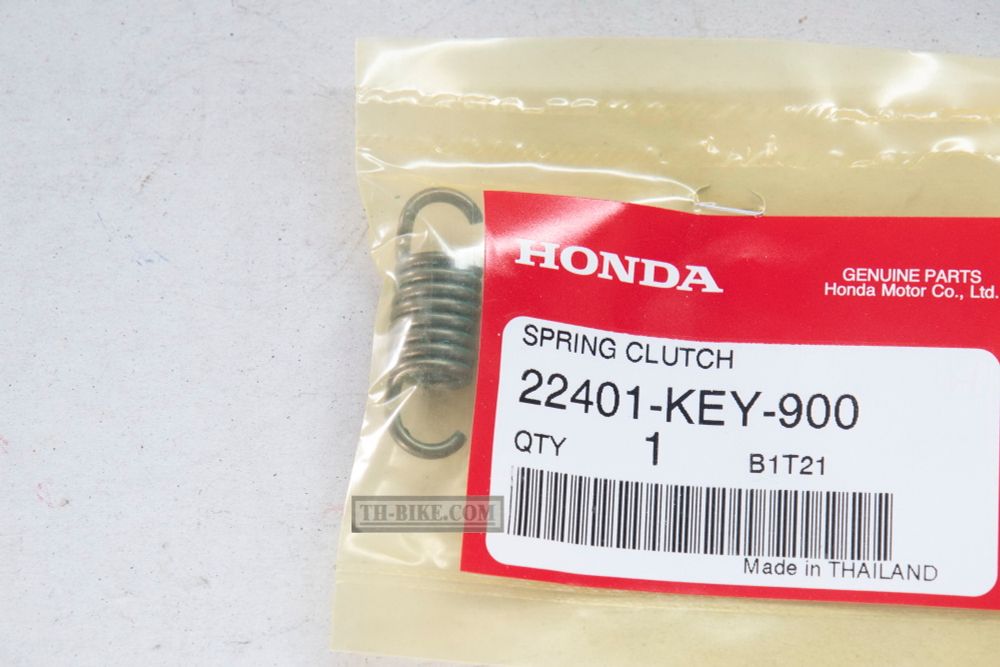 HONDA
GENUINE PARTS
Honda Motor Co., Ltd.
SPRING CLUTCH
22401-KEY-900
QTY 1 B1T21
Made in THAILAND
TH-BIKE.COM